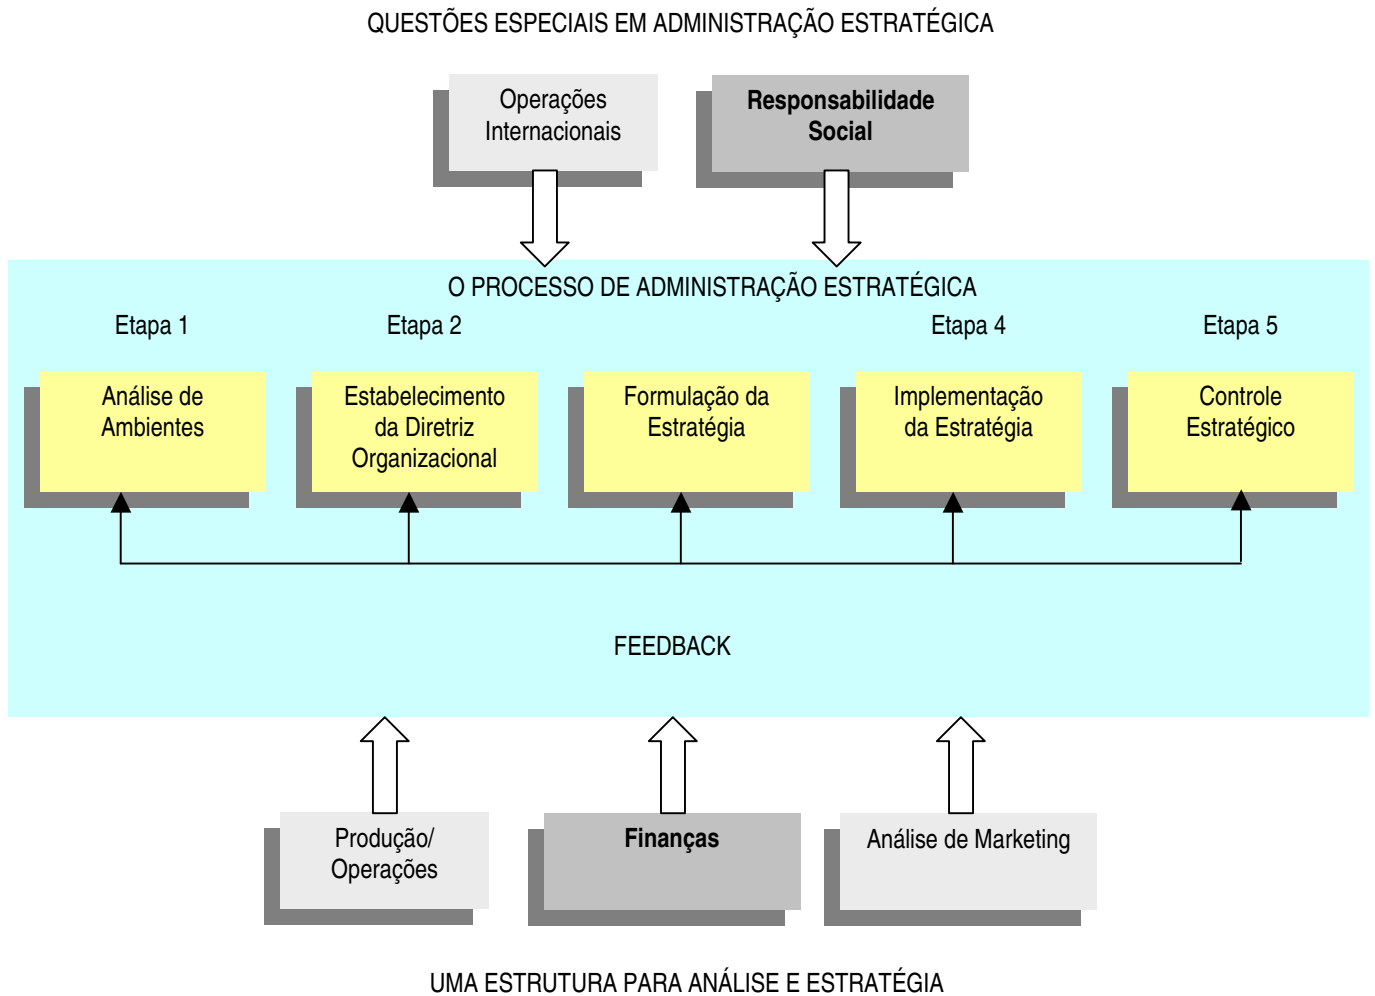 QUESTÕES ESPECIAIS EM ADMINISTRAÇÃO ESTRATÉGICA
Operações
Internacionais
Responsabilidade
Social
O PROCESSO DE ADMINISTRAÇÃO ESTRATÉGICA
Etapa 1
Etapa 2
Etapa 4
Etapa 5
Análise de
Ambientes
Estabelecimento
da Diretriz
Organizacional
Formulação da
Estratégia
Implementação
da Estratégia
Controle
Estratégico
FEEDBACK
Produção/
Operações
Finanças
Análise de Marketing
UMA ESTRUTURA PARA ANÁLISE E ESTRATÉGIA